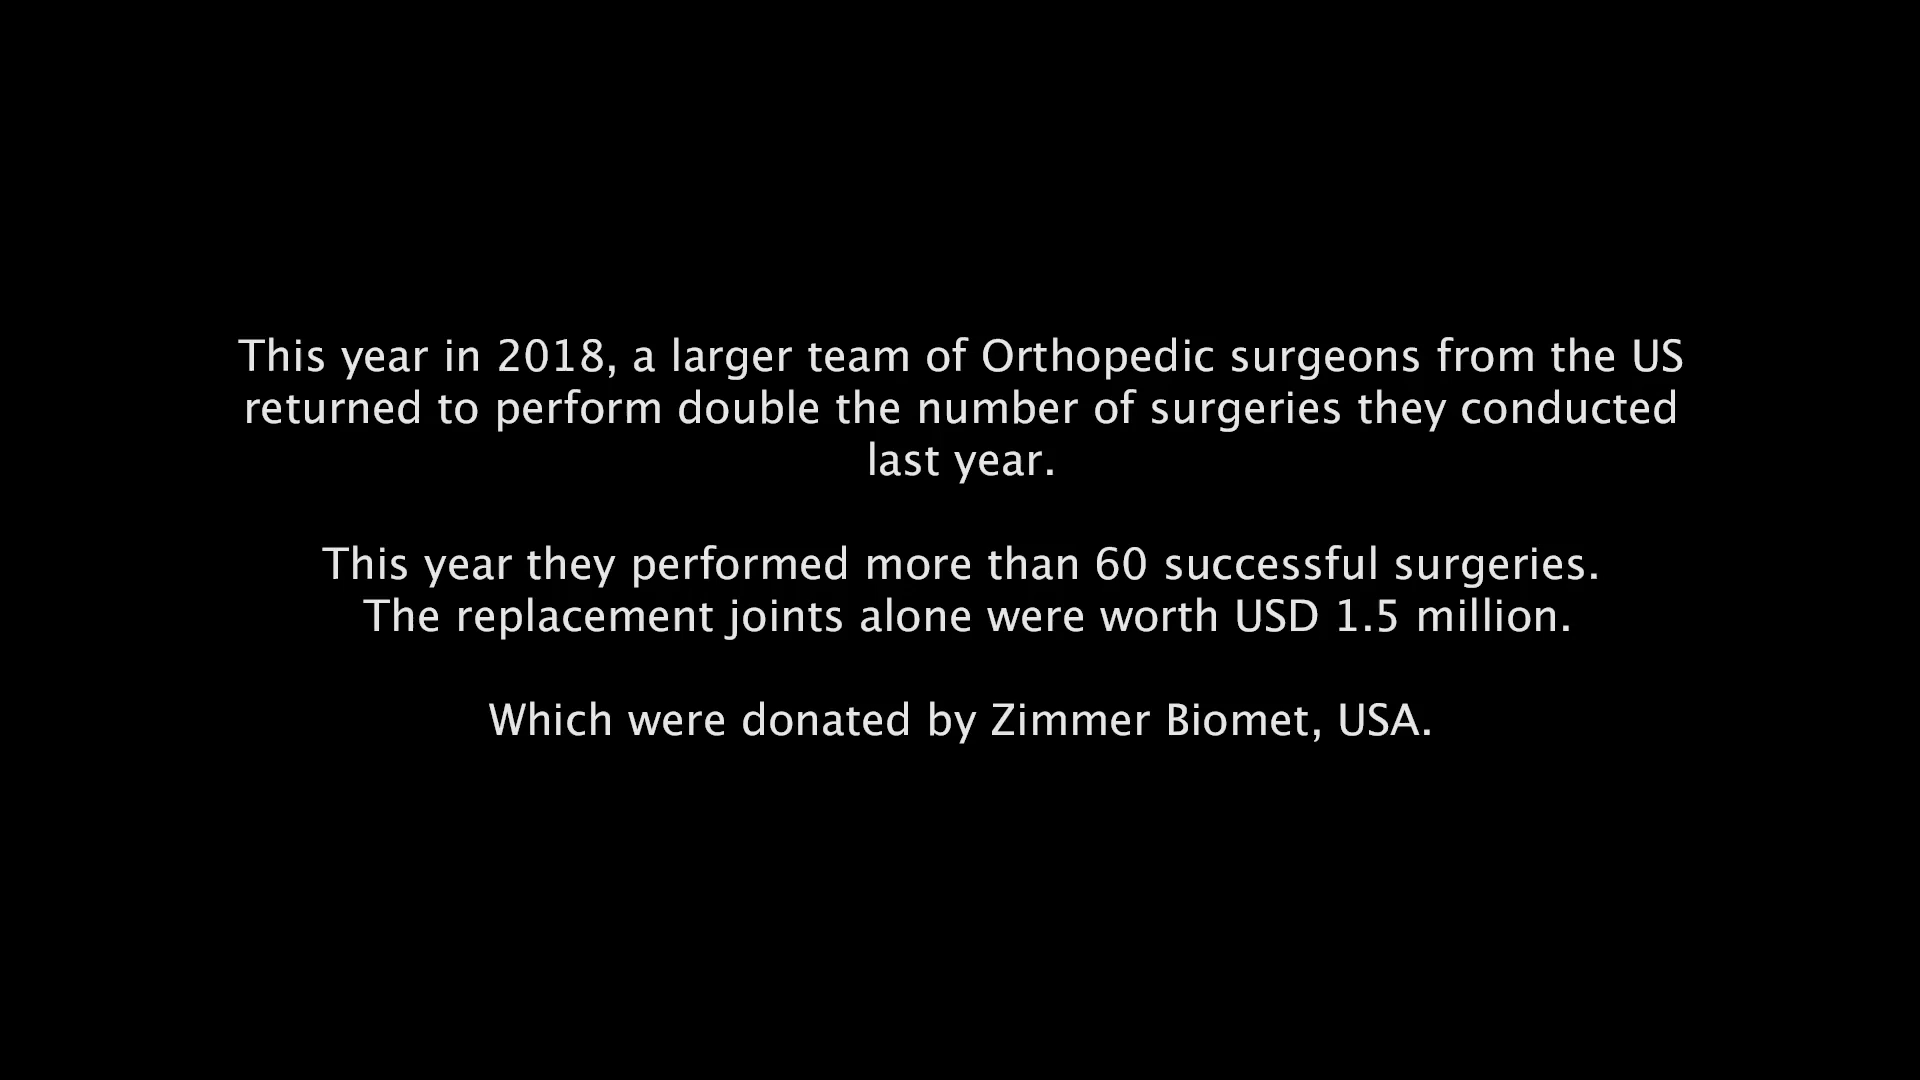 This year in 2018, a larger team of Orthopedic surgeons from the US
returned to perform double the number of surgeries they conducted
last year.
This year they performed more than 60 successful surgeries.
The replacement joints alone were worth USD 1.5 million.
Which were donated by Zimmer Biomet, USA.